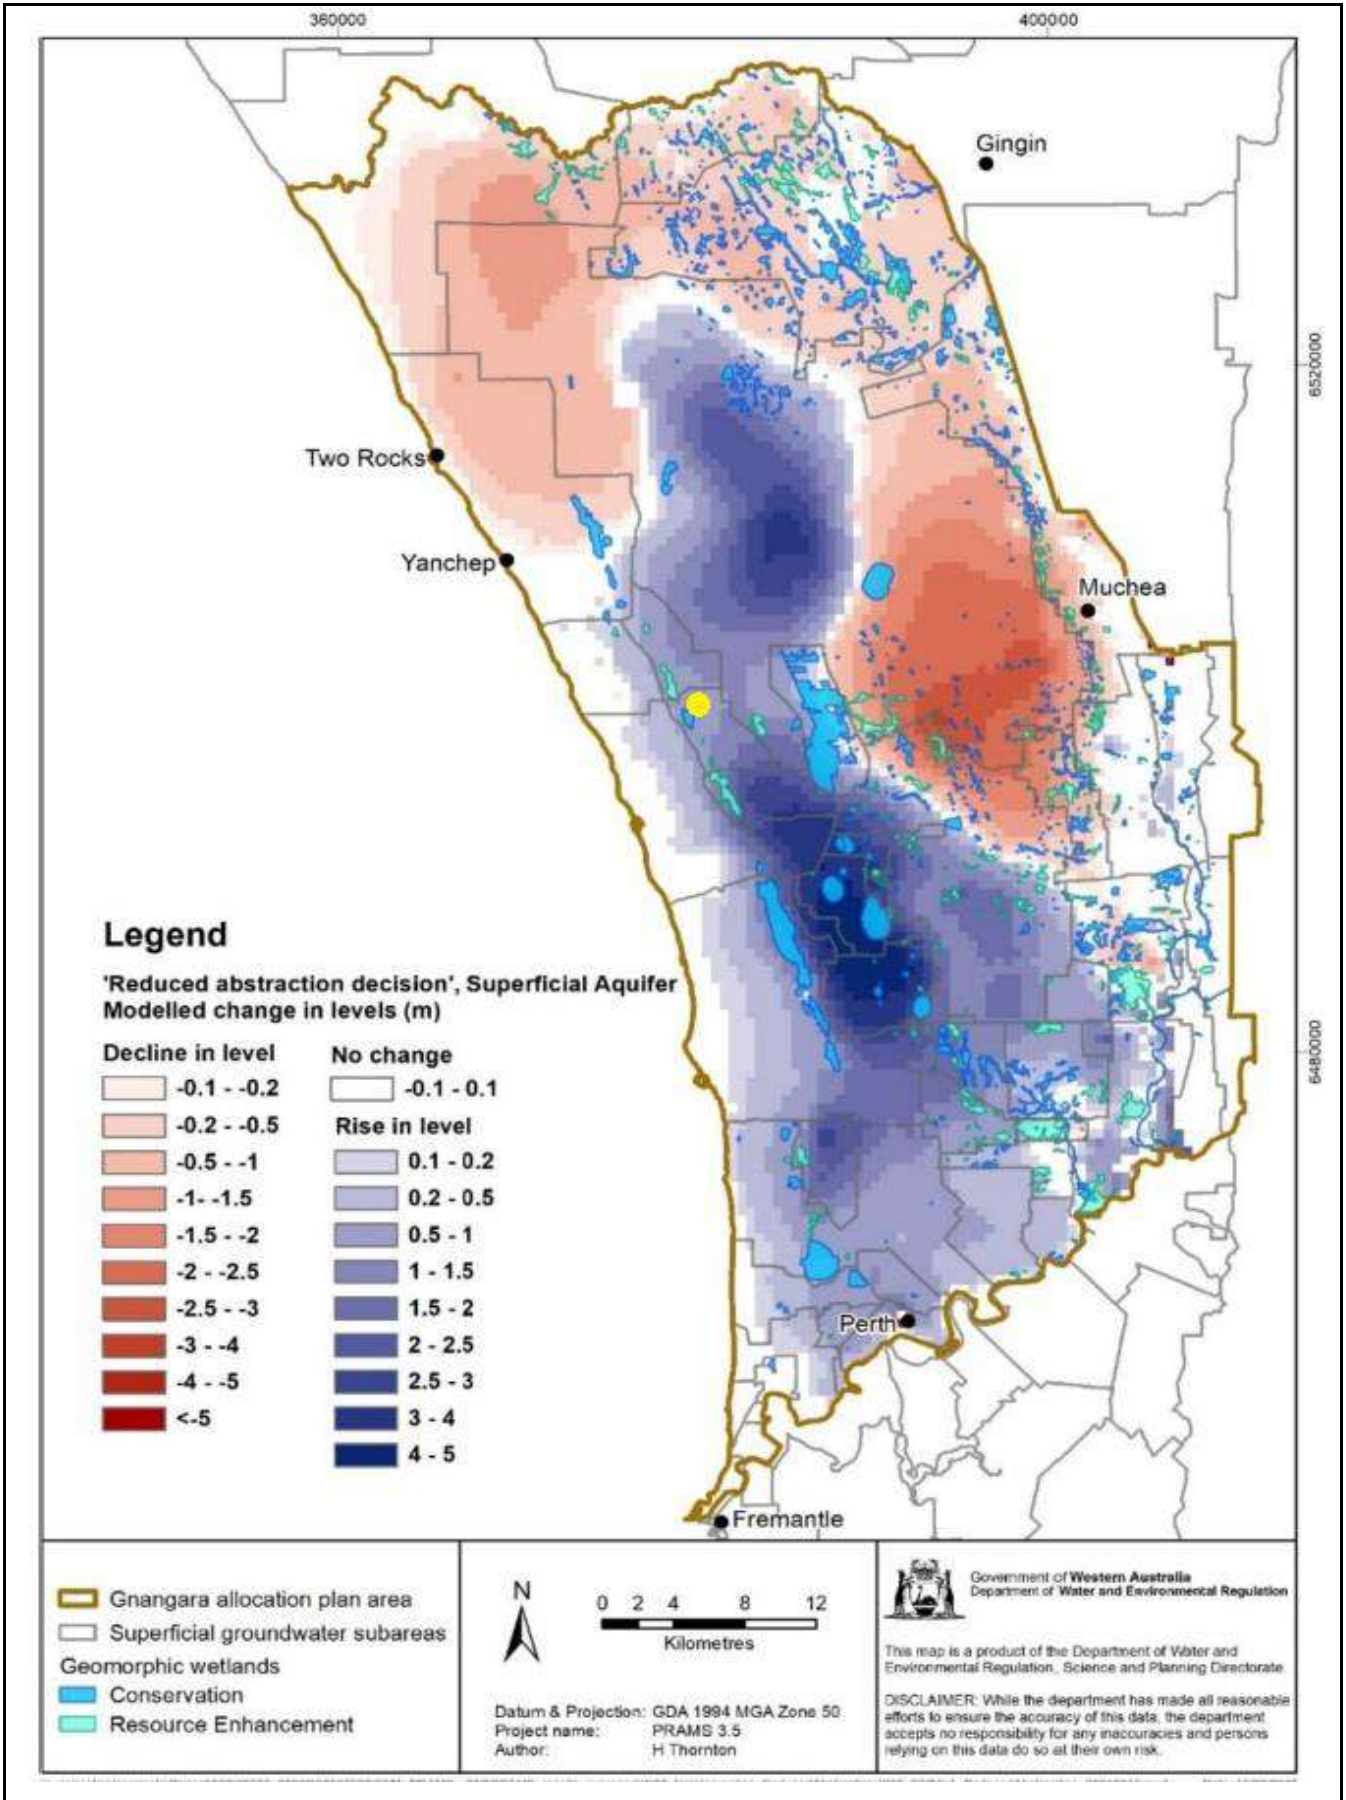 360000
400000
Gingin
6520000
Two Rocks
Yanchep
Muchea
Legend
'Reduced abstraction decision', Superficial Aquifer
Modelled change in levels (m)
Decline in level
-0.1 - -0.2
-0.2 - -0.5
-0.5 - -1
-1- -1.5
-1.5 - -2
-2 - -2.5
-2.5 - -3
-3 - -4
-4 - -5
<-5
No change
-0.1 - 0.1
Rise in level
0.1 - 0.2
0.2 - 0.5
0.5 - 1
1 - 1.5
1.5 - 2
2 - 2.5
2.5 - 3
3 - 4
4 - 5
6480000
Perth
Fremantle
Gnangara allocation plan area
Superficial groundwater subareas
Geomorphic wetlands
Conservation
Resource Enhancement
N
0 2 4 8 12
Kilometres
Datum & Projection: GDA 1994 MGA Zone 50
Project name: PRAMS 3.5
Author: H Thornton
Government of Western Australia
Department of Water and Environmental Regulation
This map is a product of the Department of Water and
Environmental Regulation, Science and Planning Directorate.
DISCLAIMER: While the department has made all reasonable
efforts to ensure the accuracy of this data, the department
accepts no responsibility for any inaccuracies and persons
relying on this data do so at their own risk.